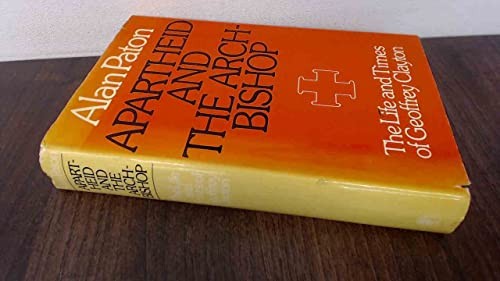 Alan Paton
APARTHEID
AND
THE ARCH-
BISHOP
The Life and Times
of Geoffrey Clayton
APART-
HEID AND
THE
ARCH-
BISHOP